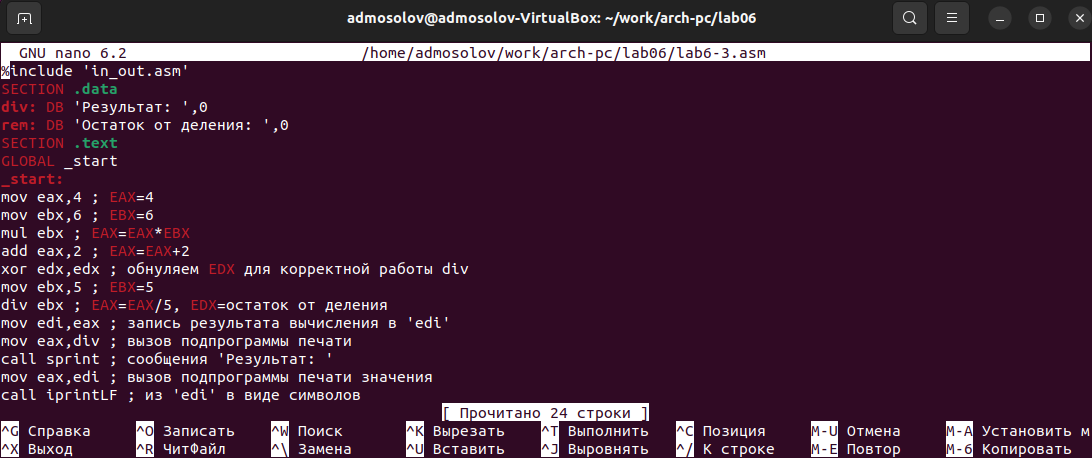 admosolov@admosolov-VirtualBox: ~/work/arch-pc/lab06
GNU nano 6.2 /home/admosolov/work/arch-pc/lab06/lab6-3.asm
%include 'in_out.asm'
SECTION .data
div: DB 'Результат: ',0
rem: DB 'Остаток от деления: ',0
SECTION .text
GLOBAL _start
_start:
mov eax,4 ; EAX=4
mov ebx,6 ; EBX=6
mul ebx ; EAX=EAX*EBX
add eax,2 ; EAX=EAX+2
xor edx,edx ; обнуляем EDX для корректной работы div
mov ebx,5 ; EBX=5
div ebx ; EAX=EAX/5, EDX=остаток от деления
mov edi,eax ; запись результата вычисления в 'edi'
mov eax,div ; вызов подпрограммы печати
call sprint ; сообщения 'Результат: '
mov eax,edi ; вызов подпрограммы печати значения
call iprintLF ; из 'edi' в виде символов
[ Прочитано 24 строки ]
^G Справка ^O Записать ^W Поиск ^K Вырезать ^T Выполнить ^C Позиция M-U Отмена M-A Установить м
^X Выход ^R ЧитФайл ^\ Замена ^U Вставить ^J Выровнять ^/ К строке M-E Повтор M-6 Копировать